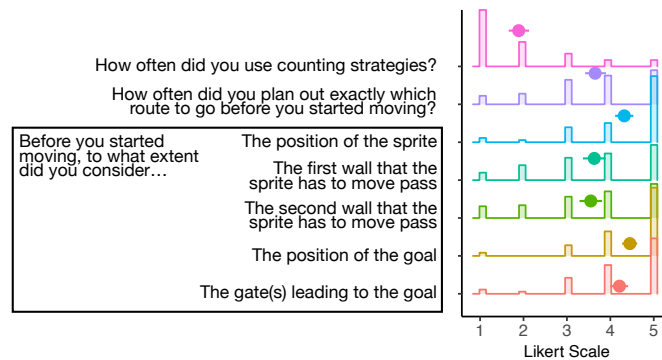 How often did you use counting strategies?
How often did you plan out exactly which
route to go before you started moving?
Before you started
moving, to what extent
did you consider...
The position of the sprite
The first wall that the
sprite has to move pass
The second wall that the
sprite has to move pass
The position of the goal
The gate(s) leading to the goal
1 2 3 4 5
Likert Scale